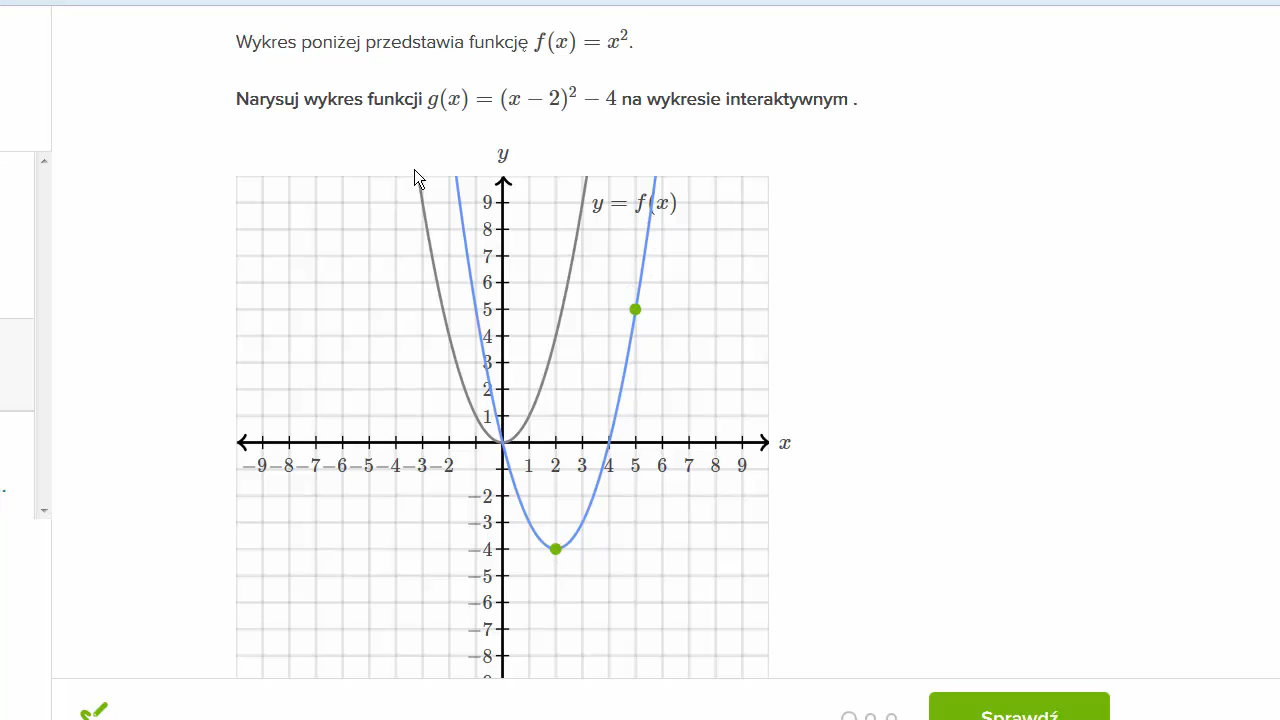 Wykres poniżej przedstawia funkcję f(x) = x².
Narysuj wykres funkcji g(x) = (x − 2)² − 4 na wykresie interaktywnym .
y
y = f(x)
9
8
7
6
5
4
3
2
1
−9 −8 −7 −6 −5 −4 −3 −2 1 2 3 4 5 6 7 8 9 x
−2
−3
−4
−5
−6
−7
−8
Sprawdź